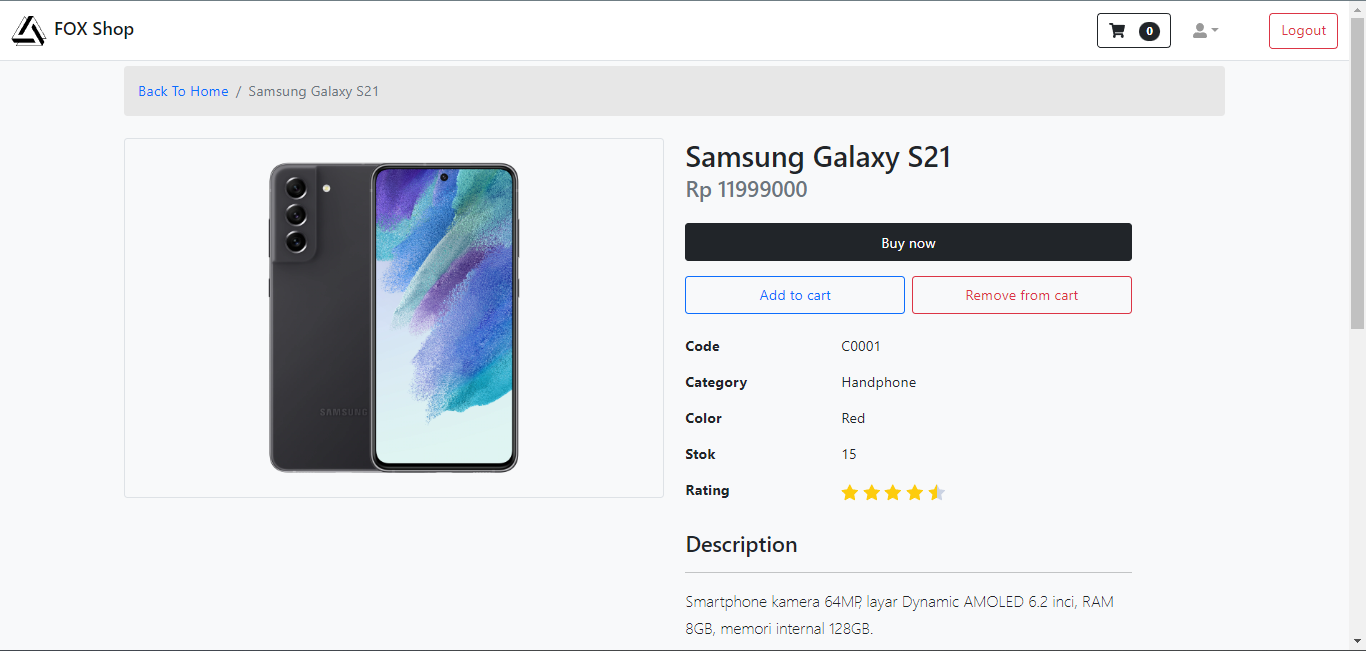 FOX Shop
0
Logout
Back To Home / Samsung Galaxy S21
Samsung Galaxy S21
Rp 11999000
Buy now
Add to cart
Remove from cart
Code C0001
Category Handphone
Color Red
Stok 15
Rating
SAMSUNG
Description
Smartphone kamera 64MP, layar Dynamic AMOLED 6.2 inci, RAM
8GB, memori internal 128GB.